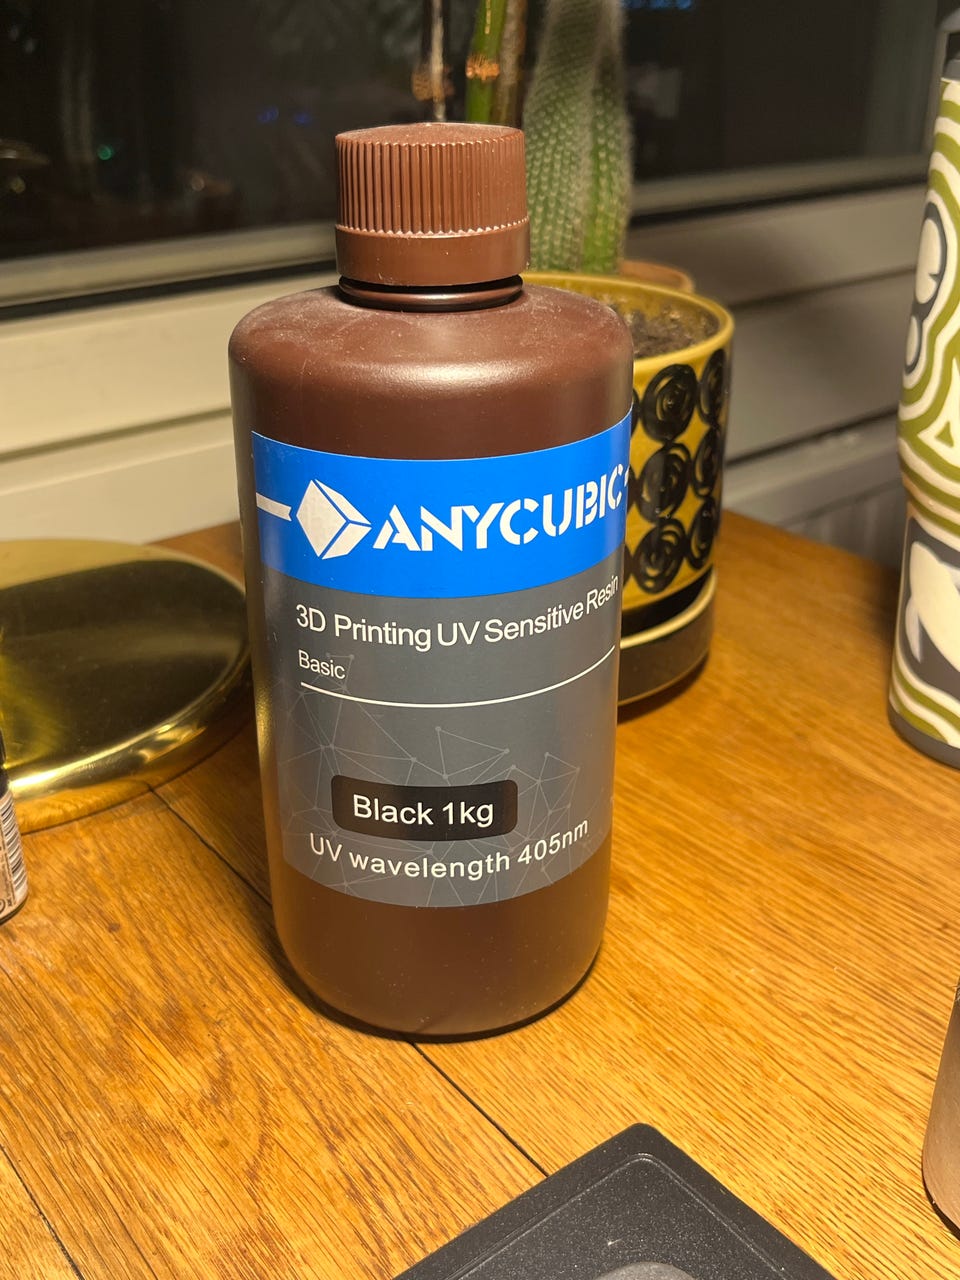 ANYCUBIC
3D Printing UV Sensitive Resin
Basic
Black 1kg
UV wavelength 405nm